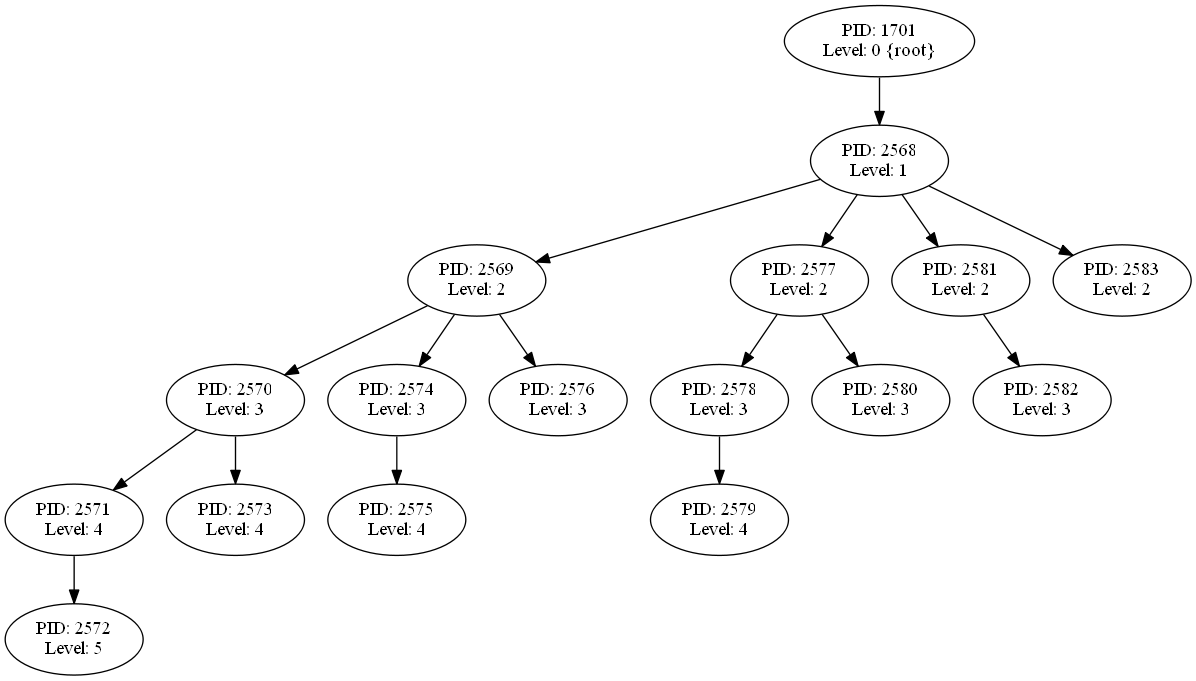 PID: 1701
Level: 0 {root}
PID: 2568
Level: 1
PID: 2569
Level: 2
PID: 2577
Level: 2
PID: 2581
Level: 2
PID: 2583
Level: 2
PID: 2570
Level: 3
PID: 2574
Level: 3
PID: 2576
Level: 3
PID: 2578
Level: 3
PID: 2580
Level: 3
PID: 2582
Level: 3
PID: 2571
Level: 4
PID: 2573
Level: 4
PID: 2575
Level: 4
PID: 2579
Level: 4
PID: 2572
Level: 5